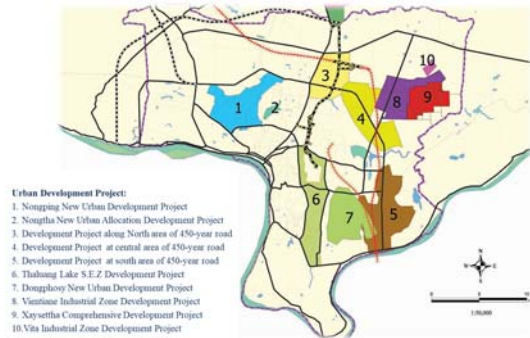 10
3
1
2
8
9
4
6
7
5
Urban Development Project:
1. Nongping New Urban Development Project
2. Nongtha New Urban Allocation Development Project
3. Development Project along North area of 450-year road
4. Development Project at central area of 450-year road
5. Development Project at south area of 450-year road
6. Thaluang Lake S.E.Z Development Project
7. Dongphosy New Urban Development Project
8. Vientiane Industrial Zone Development Project
9. Xaysettha Comprehensive Development Project
10. Vita Industrial Zone Development Project
N
W E
S
1:50,000